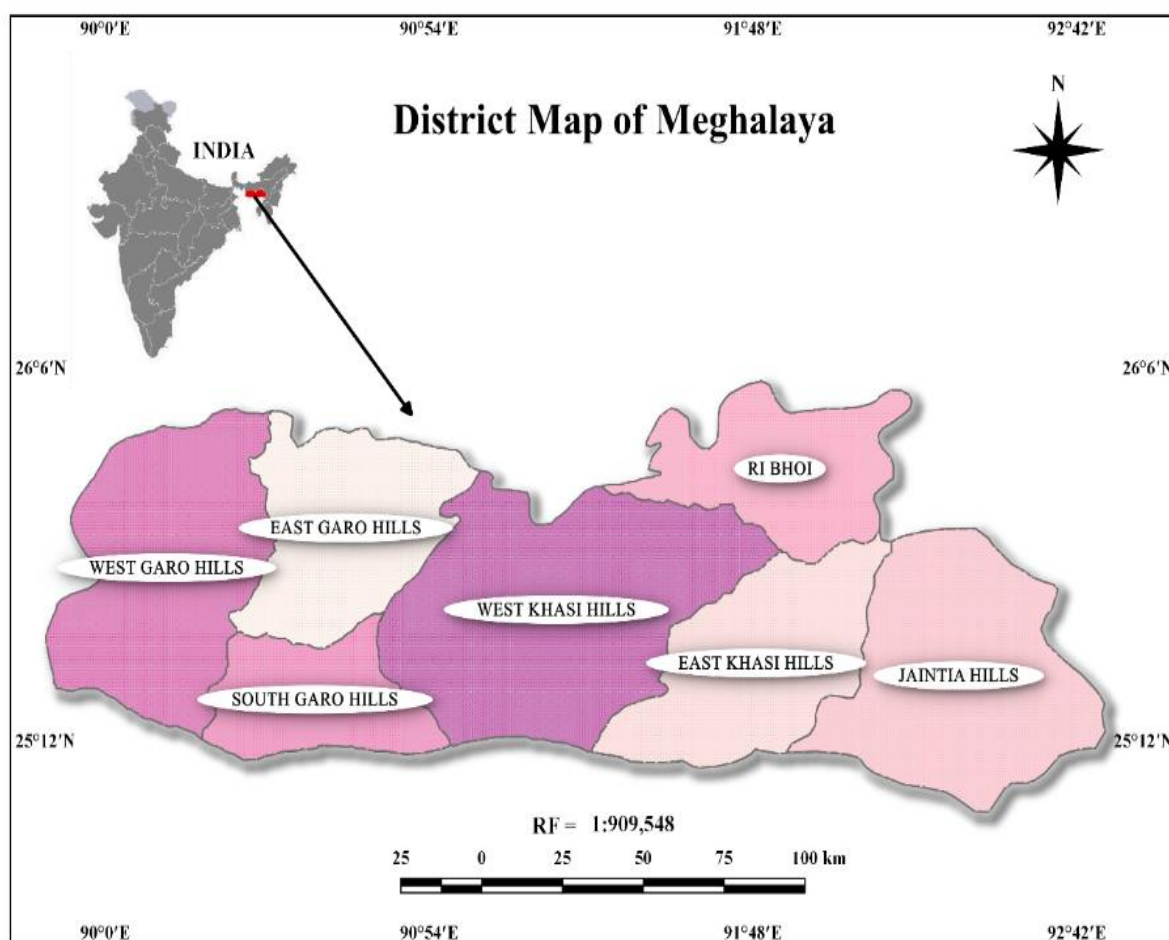 90°0′E 90°54′E 91°48′E 92°42′E
N
District Map of Meghalaya
INDIA
26°6′N 26°6′N
RI BHOI
EAST GARO HILLS
WEST GARO HILLS
WEST KHASI HILLS
EAST KHASI HILLS
JAINTIA HILLS
SOUTH GARO HILLS
25°12′N 25°12′N
RF = 1:909,548
25 0 25 50 75 100 km
90°0′E 90°54′E 91°48′E 92°42′E